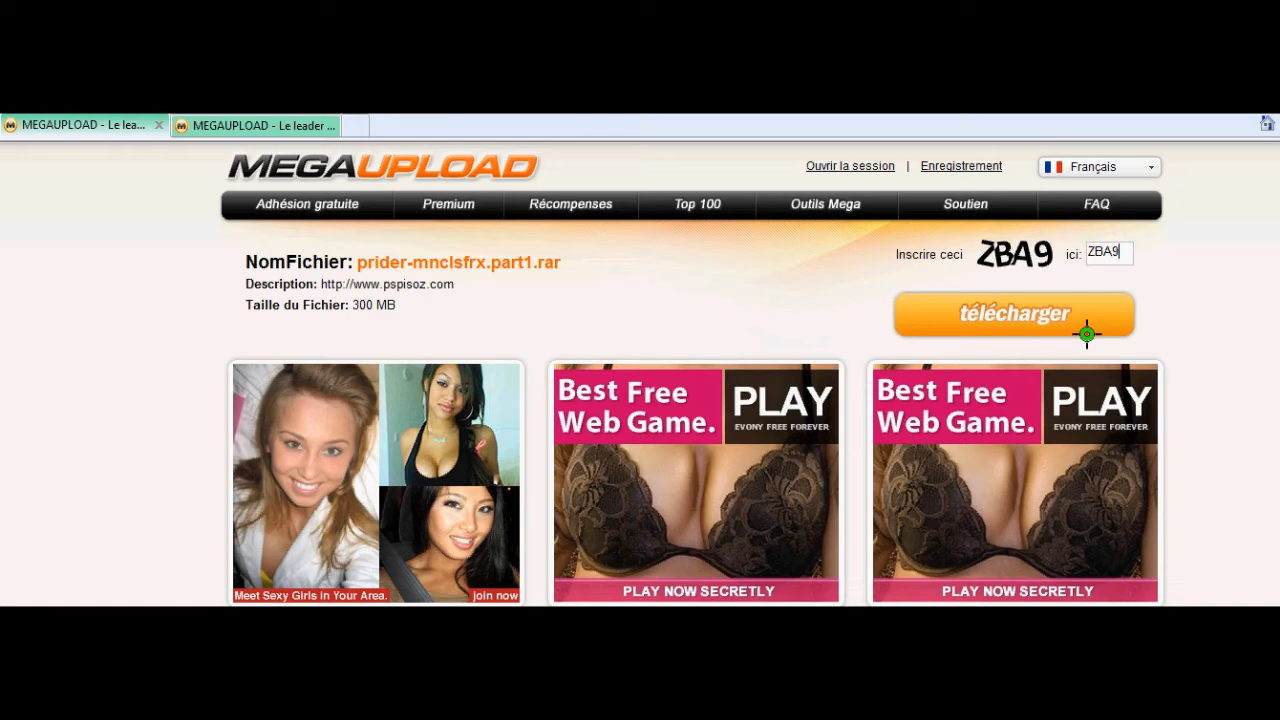 MEGAUPLOAD - Le lea...
MEGAUPLOAD - Le leader ...
MEGAUPLOAD
Ouvrir la session | Enregistrement
Français
Adhésion gratuite
Premium
Récompenses
Top 100
Outils Mega
Soutien
FAQ
NomFichier: prider-mnclsfrx.part1.rar
Description: http://www.pspisoz.com
Taille du Fichier: 300 MB
Inscrire ceci ZBA9 ici: ZBA9
télécharger
Meet Sexy Girls in Your Area. join now
Best Free
Web Game.
PLAY
EVONY FREE FOREVER
PLAY NOW SECRETLY
Best Free
Web Game.
PLAY
EVONY FREE FOREVER
PLAY NOW SECRETLY